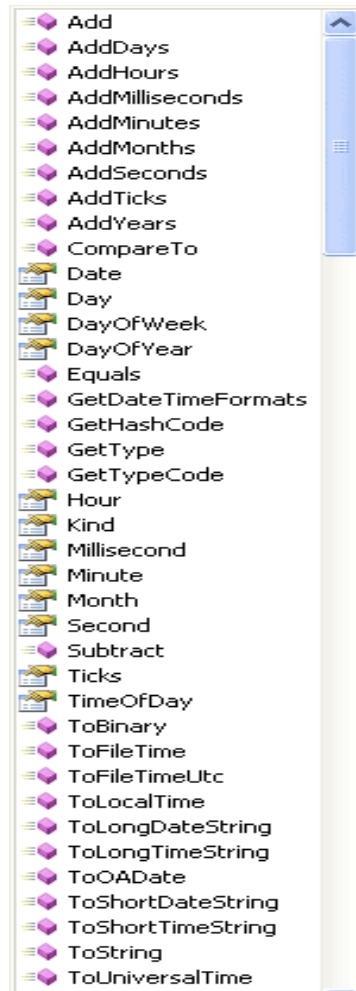 Add
AddDays
AddHours
AddMilliseconds
AddMinutes
AddMonths
AddSeconds
AddTicks
AddYears
CompareTo
Date
Day
DayOfWeek
DayOfYear
Equals
GetDateTimeFormats
GetHashCode
GetType
GetTypeCode
Hour
Kind
Millisecond
Minute
Month
Second
Subtract
Ticks
TimeOfDay
ToBinary
ToFileTime
ToFileTimeUtc
ToLocalTime
ToLongDateString
ToLongTimeString
ToOADate
ToShortDateString
ToShortTimeString
ToString
ToUniversalTime